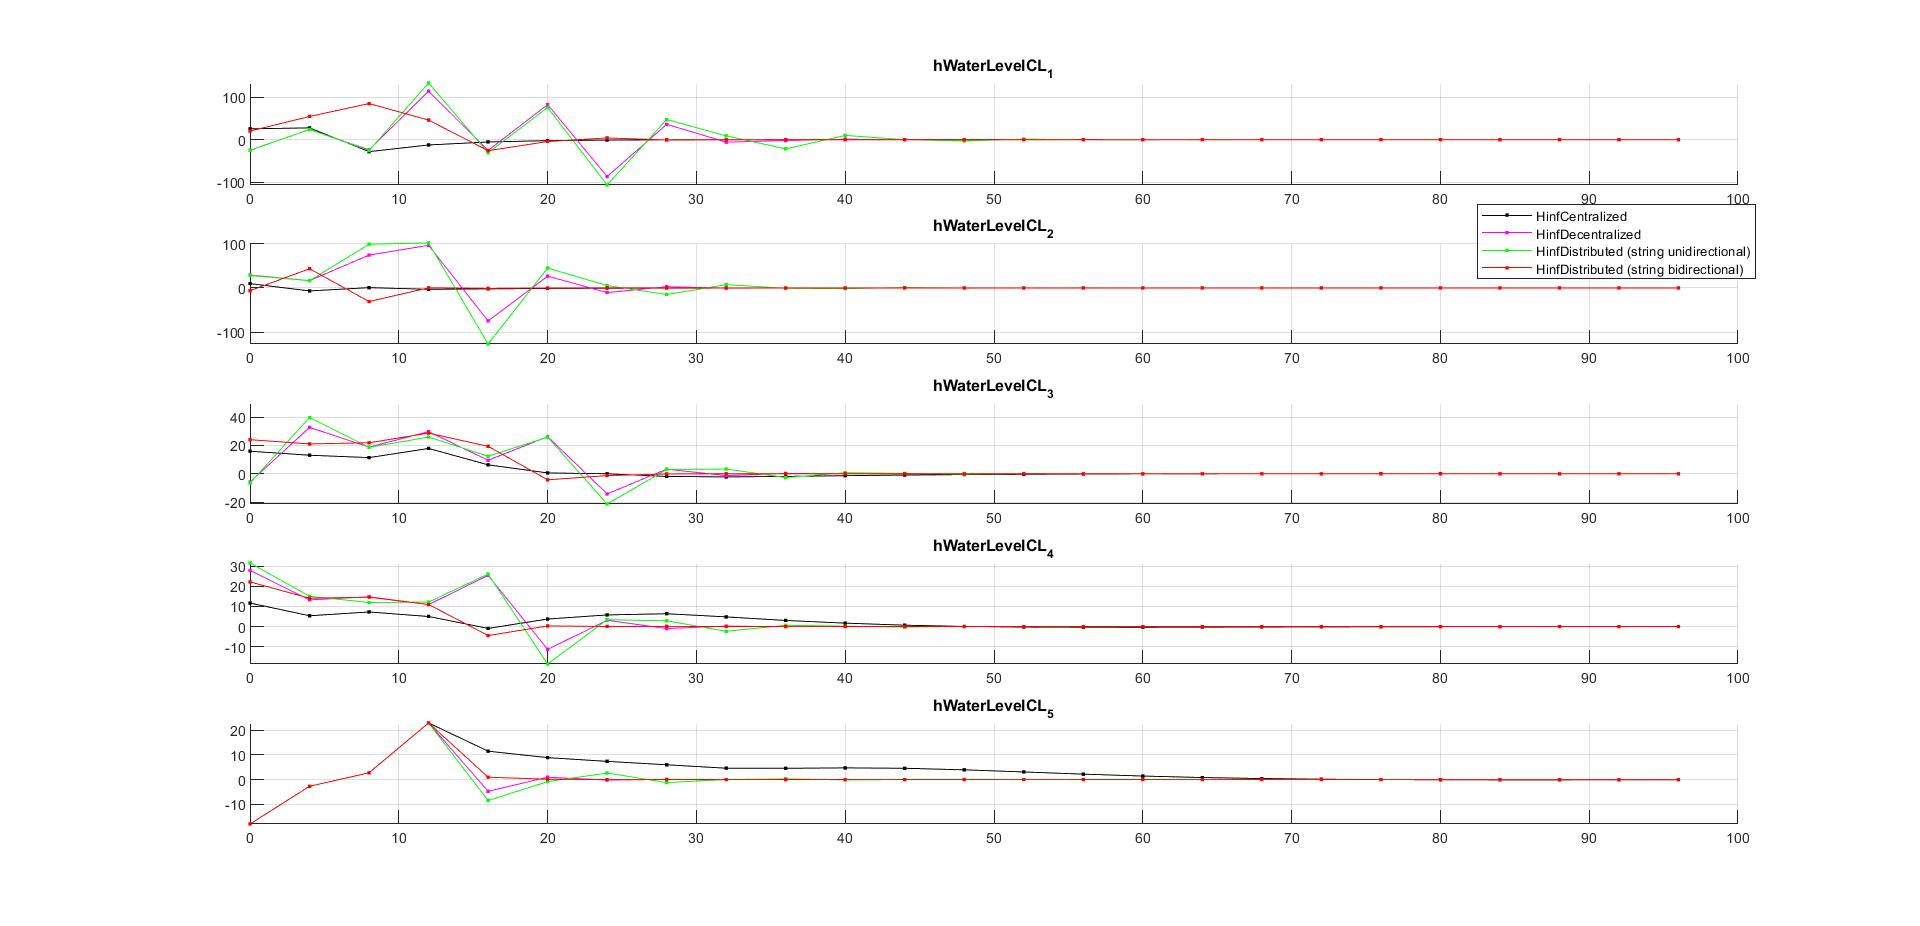 hWaterLevelCL1
100
0
-100
0 10 20 30 40 50 60 70 80 90 100
HinfCentralized
HinfDecentralized
HinfDistributed (string unidirectional)
HinfDistributed (string bidirectional)
hWaterLevelCL2
100
0
-100
0 10 20 30 40 50 60 70 80 90 100
hWaterLevelCL3
40
20
0
-20
0 10 20 30 40 50 60 70 80 90 100
hWaterLevelCL4
30
20
10
0
-10
0 10 20 30 40 50 60 70 80 90 100
hWaterLevelCL5
20
10
0
-10
0 10 20 30 40 50 60 70 80 90 100